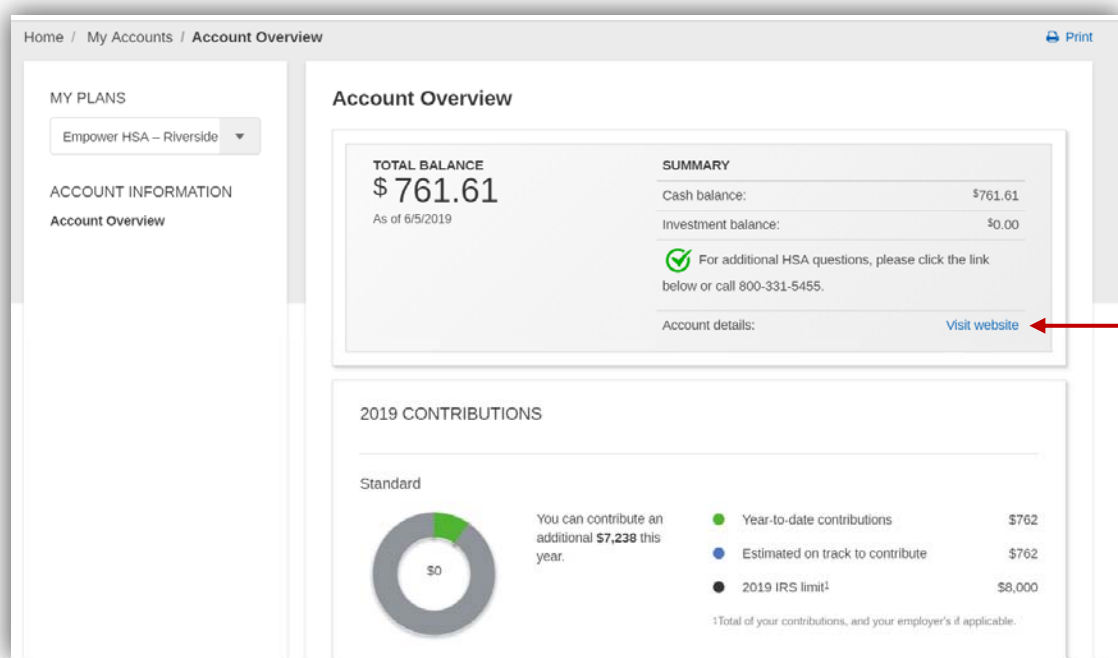 Home / My Accounts / Account Overview
Print
MY PLANS
Empower HSA – Riverside
ACCOUNT INFORMATION
Account Overview
Account Overview
TOTAL BALANCE
$761.61
As of 6/5/2019
SUMMARY
Cash balance: $761.61
Investment balance: $0.00
For additional HSA questions, please click the link
below or call 800-331-5455.
Account details: Visit website
2019 CONTRIBUTIONS
Standard
$0
You can contribute an
additional $7,238 this
year.
Year-to-date contributions $762
Estimated on track to contribute $762
2019 IRS limit¹ $8,000
¹Total of your contributions, and your employer's if applicable.